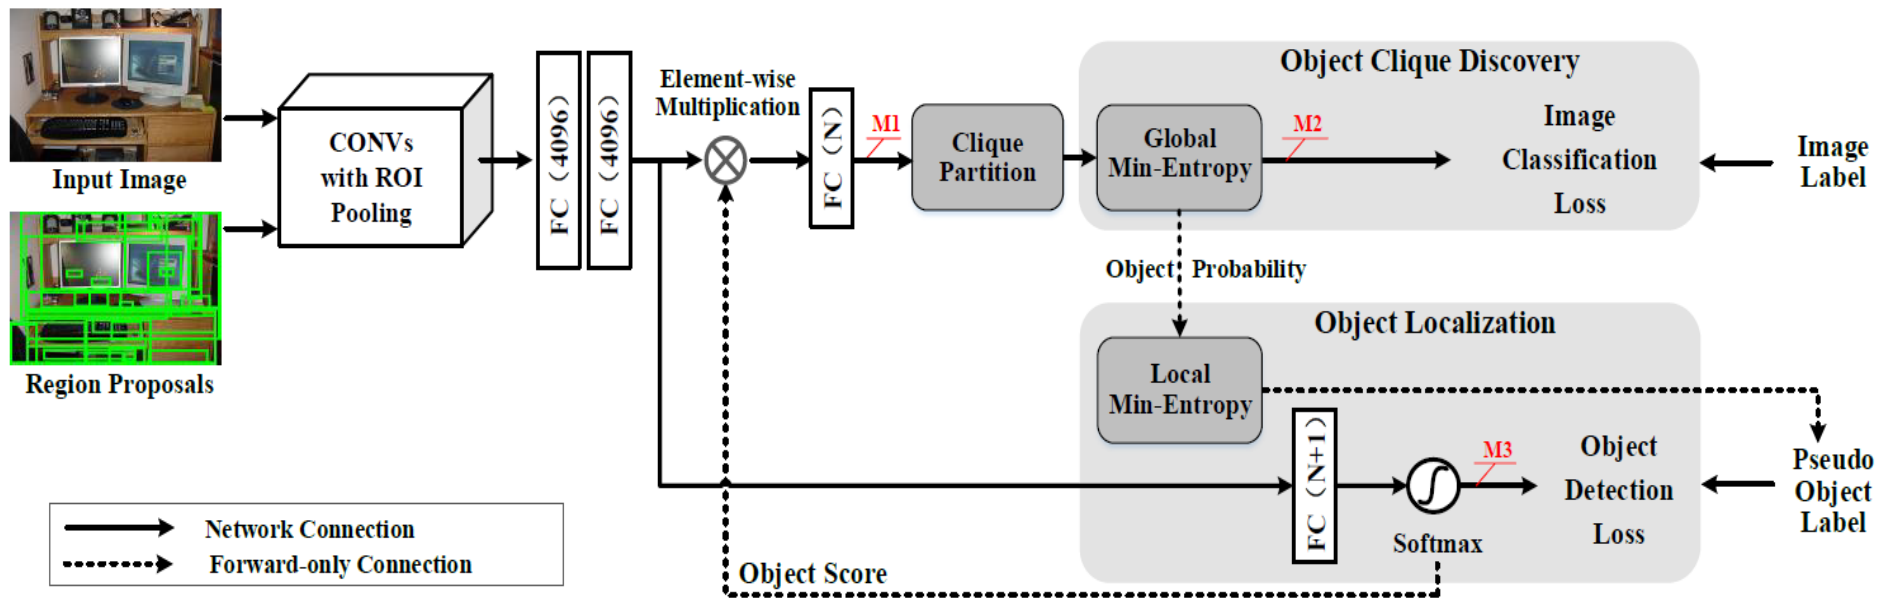 Input Image
Region Proposals
CONVs
with ROI
Pooling
FC (4096)
FC (4096)
Element-wise
Multiplication
FC (N)
M1
Clique
Partition
Object Clique Discovery
Global
Min-Entropy
M2
Image
Classification
Loss
Image
Label
Object Probability
Object Localization
Local
Min-Entropy
FC (N+1)
M3
Softmax
Object
Detection
Loss
Pseudo
Object
Label
Object Score
Network Connection
Forward-only Connection